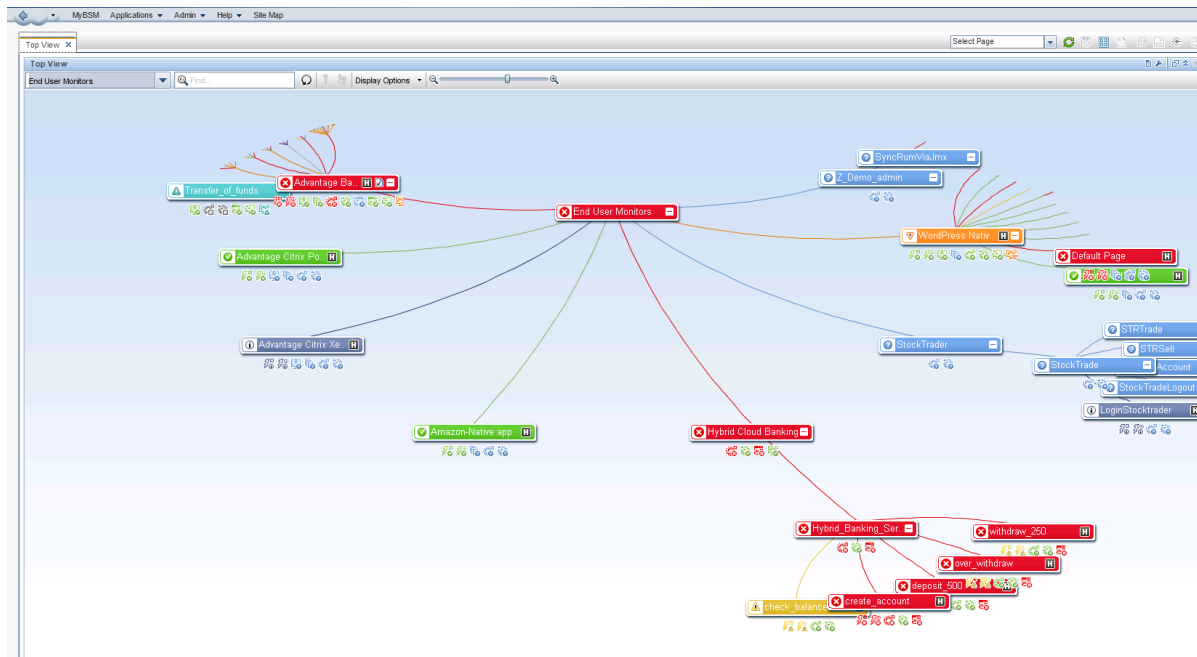 MyBSM Applications Admin Help Site Map
Top View
Select Page
Top View
End User Monitors
Find...
Display Options
SyncRumViaJmx
Z_Demo_admin
Transfer_of_funds
Advantage Ba..
End User Monitors
WordPress Nativ..
Advantage Citrix Po..
Default Page
STRTrade
Advantage Citrix Xe..
StockTrader
STRSell
StockTrade
Account
StockTradeLogout
LoginStocktrader
Amazon-Native app
Hybrid Cloud Banking
Hybrid_Banking_Ser..
withdraw_250
over_withdraw
deposit_500
check_balance
create_account